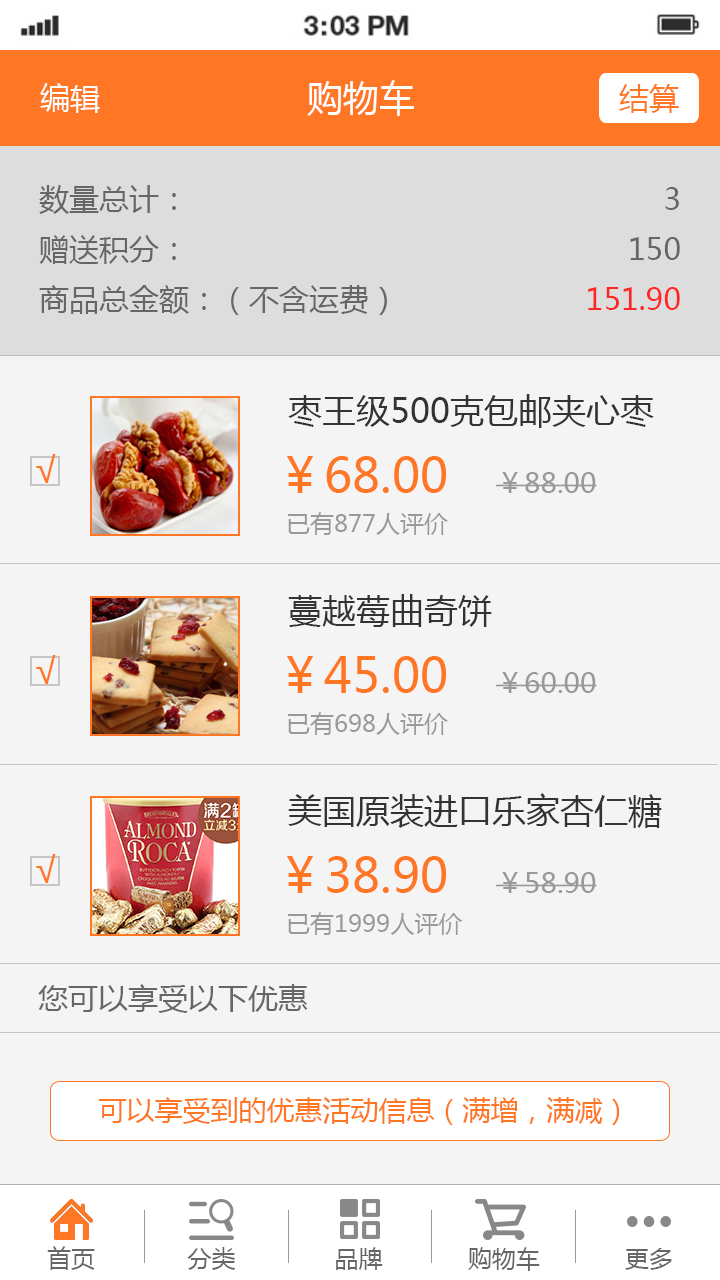 3:03 PM
编辑
购物车
结算
数量总计：
3
赠送积分：
150
商品总金额：（不含运费）
151.90
枣王级500克包邮夹心枣
￥68.00
￥88.00
已有877人评价
蔓越莓曲奇饼
￥45.00
￥60.00
已有698人评价
满2罐
立减3
ALMOND
ROCA
美国原装进口乐家杏仁糖
￥38.90
￥58.90
已有1999人评价
您可以享受以下优惠
可以享受到的优惠活动信息（满增，满减）
首页
分类
品牌
购物车
更多